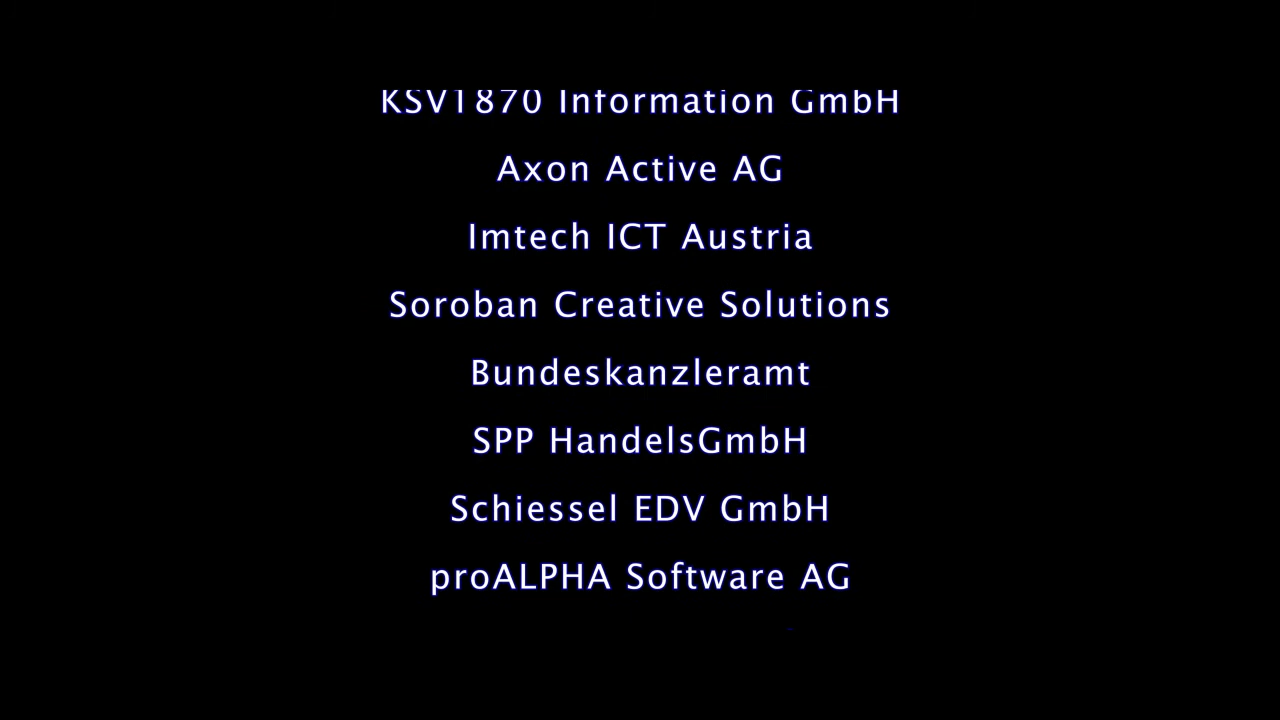 KSV1870 Information GmbH
Axon Active AG
Imtech ICT Austria
Soroban Creative Solutions
Bundeskanzleramt
SPP HandelsGmbH
Schiessel EDV GmbH
proALPHA Software AG